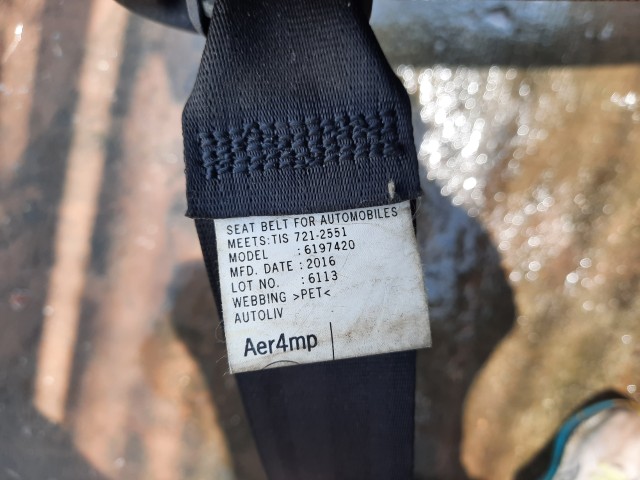 SEAT BELT FOR AUTOMOBILES
MEETS:TIS 721-2551
MODEL : 6197420
MFD. DATE : 2016
LOT NO. : 6113
WEBBING >PET<
AUTOLIV
Aer4mp